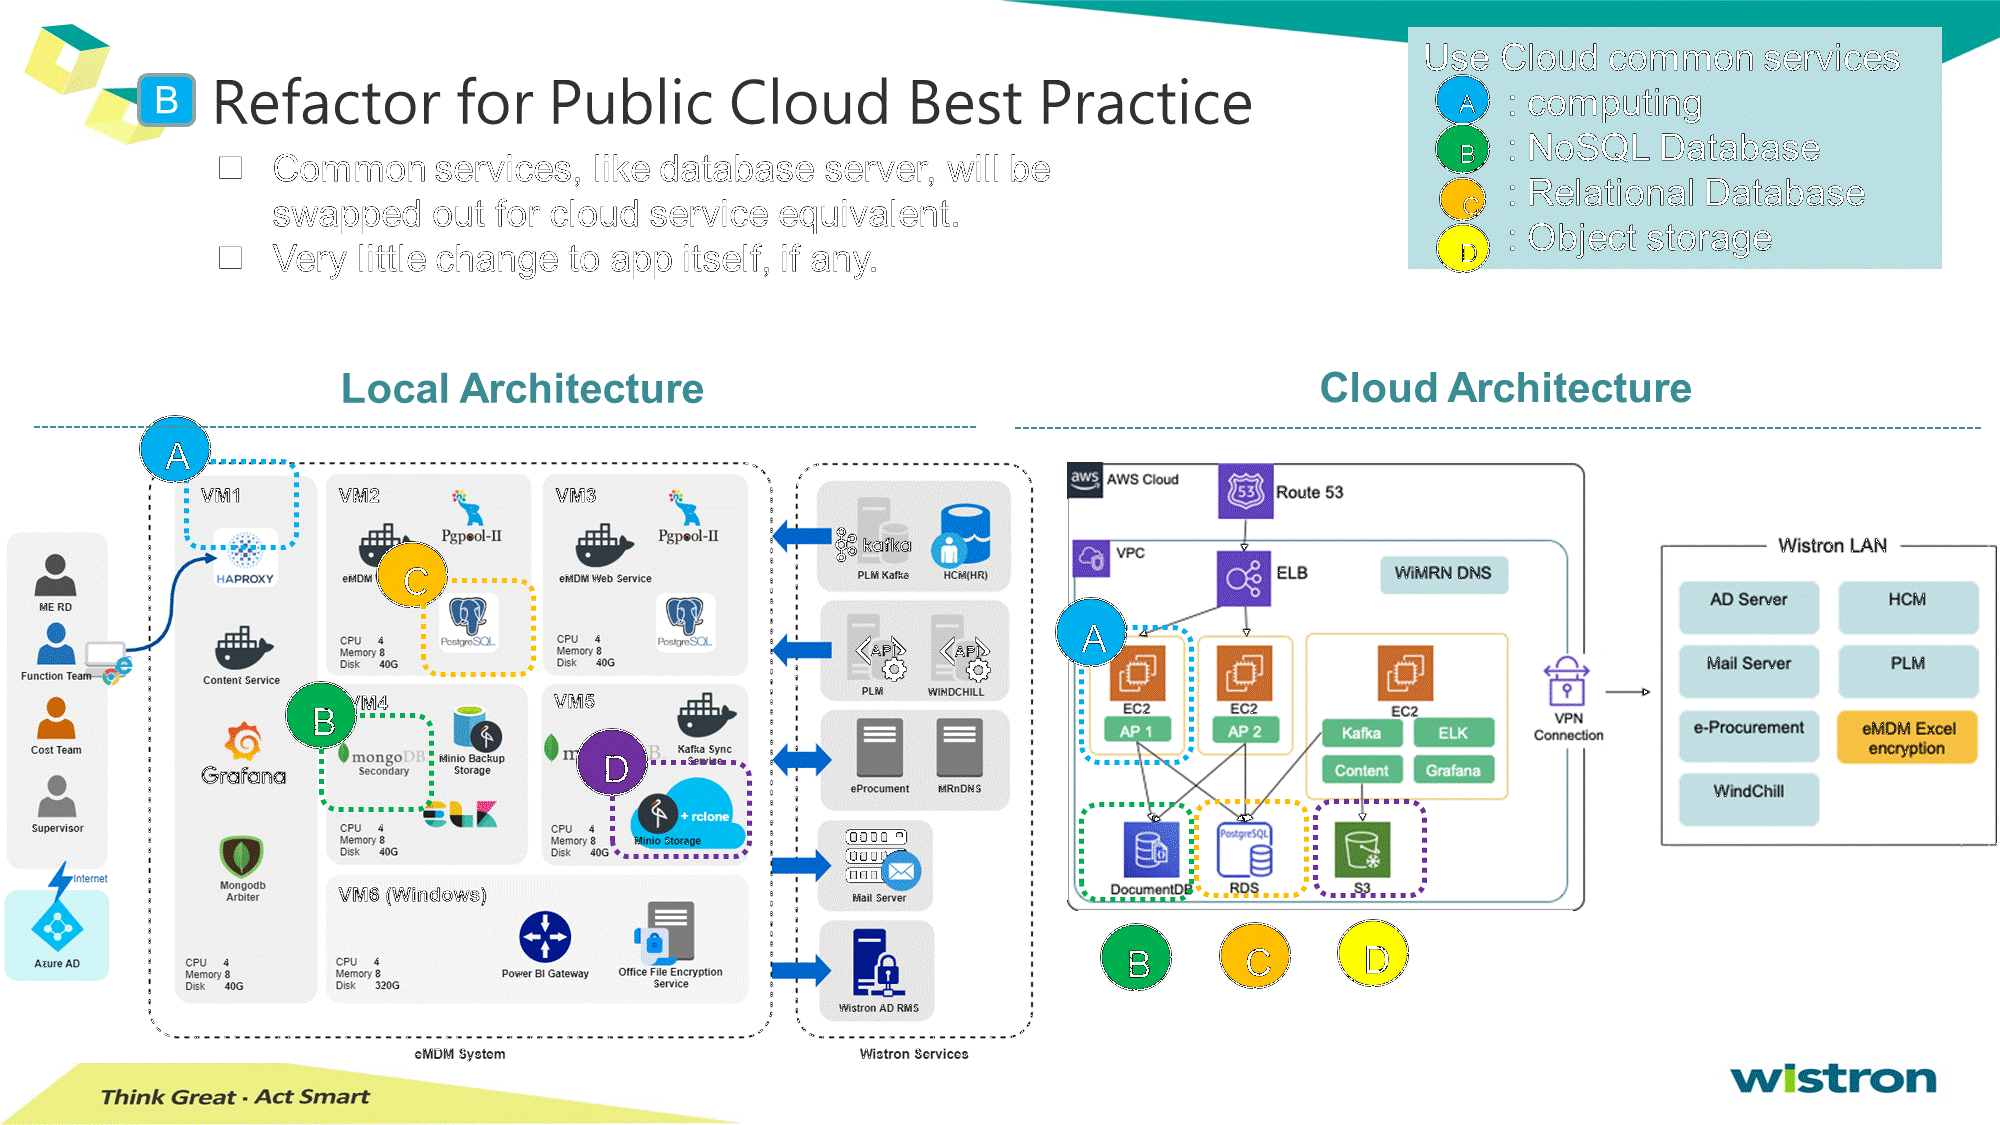 B Refactor for Public Cloud Best Practice
Common services, like database server, will be
swapped out for cloud service equivalent.
Very little change to app itself, if any.
Use Cloud common services
A : computing
B : NoSQL Database
C : Relational Database
D : Object storage
Local Architecture
A
ME RD
Function Team
Cost Team
Supervisor
Internet
Azure AD
VM1
HAPROXY
Content Service
Grafana
Mongodb
Arbiter
CPU 4
Memory 8
Disk 40G
VM2
Pgpool-II
eMDM
C
PostgreSQL
CPU 4
Memory 8
Disk 40G
VM3
Pgpool-II
eMDM Web Service
PostgreSQL
CPU 4
Memory 8
Disk 40G
B
VM4
mongoDB
Secondary
Minio Backup
Storage
ELK
CPU 4
Memory 8
Disk 40G
VM5
D
Kafka Sync
Service
+ rclone
Minio Storage
CPU 4
Memory 8
Disk 40G
VM6 (Windows)
Power BI Gateway
Office File Encryption
Service
CPU 4
Memory 8
Disk 320G
eMDM System
kafka
PLM Kafka
HCM(HR)
API
PLM
API
WINDCHILL
eProcument
MRnDNS
Mail Server
Wistron AD RMS
Wistron Services
Cloud Architecture
aws AWS Cloud
53 Route 53
VPC
ELB
WiMRN DNS
A
EC2
AP 1
EC2
AP 2
EC2
Kafka
ELK
Content
Grafana
DocumentDB
PostgreSQL
RDS
S3
B
C
D
VPN
Connection
Wistron LAN
AD Server
HCM
Mail Server
PLM
e-Procurement
eMDM Excel
encryption
WindChill
Think Great · Act Smart
wistron